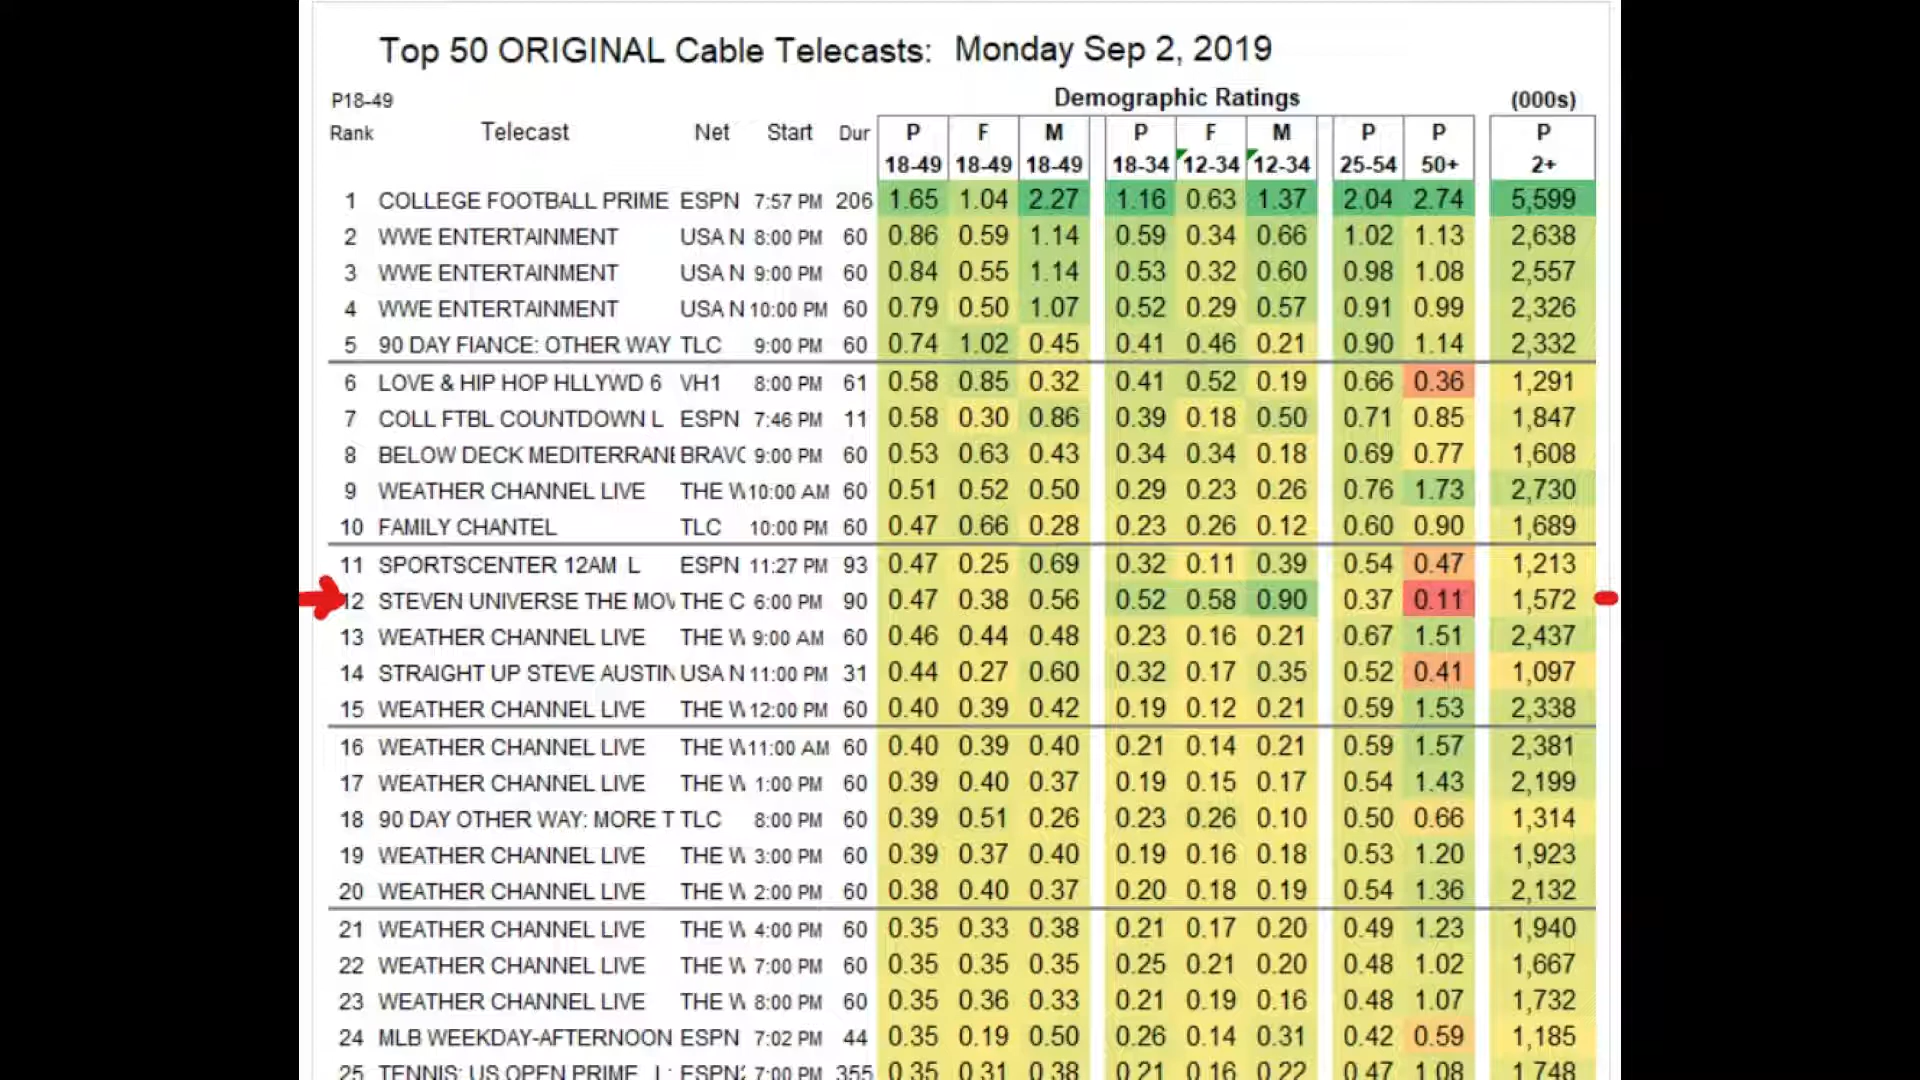 Top 50 ORIGINAL Cable Telecasts: Monday Sep 2, 2019
P18-49 Demographic Ratings (000s)
Rank Telecast Net Start Dur P F M P F M P P P
18-49 18-49 18-49 18-34 12-34 12-34 25-54 50+ 2+
1 COLLEGE FOOTBALL PRIME ESPN 7:57 PM 206 1.65 1.04 2.27 1.16 0.63 1.37 2.04 2.74 5,599
2 WWE ENTERTAINMENT USA N 8:00 PM 60 0.86 0.59 1.14 0.59 0.34 0.66 1.02 1.13 2,638
3 WWE ENTERTAINMENT USA N 9:00 PM 60 0.84 0.55 1.14 0.53 0.32 0.60 0.98 1.08 2,557
4 WWE ENTERTAINMENT USA N 10:00 PM 60 0.79 0.50 1.07 0.52 0.29 0.57 0.91 0.99 2,326
5 90 DAY FIANCE: OTHER WAY TLC 9:00 PM 60 0.74 1.02 0.45 0.41 0.46 0.21 0.90 1.14 2,332
6 LOVE & HIP HOP HLLYWD 6 VH1 8:00 PM 61 0.58 0.85 0.32 0.41 0.52 0.19 0.66 0.36 1,291
7 COLL FTBL COUNTDOWN L ESPN 7:46 PM 11 0.58 0.30 0.86 0.39 0.18 0.50 0.71 0.85 1,847
8 BELOW DECK MEDITERRANE BRAVO 9:00 PM 60 0.53 0.63 0.43 0.34 0.34 0.18 0.69 0.77 1,608
9 WEATHER CHANNEL LIVE THE W 10:00 AM 60 0.51 0.52 0.50 0.29 0.23 0.26 0.76 1.73 2,730
10 FAMILY CHANTEL TLC 10:00 PM 60 0.47 0.66 0.28 0.23 0.26 0.12 0.60 0.90 1,689
11 SPORTSCENTER 12AM L ESPN 11:27 PM 93 0.47 0.25 0.69 0.32 0.11 0.39 0.54 0.47 1,213
12 STEVEN UNIVERSE THE MOV THE C 6:00 PM 90 0.47 0.38 0.56 0.52 0.58 0.90 0.37 0.11 1,572
13 WEATHER CHANNEL LIVE THE W 9:00 AM 60 0.46 0.44 0.48 0.23 0.16 0.21 0.67 1.51 2,437
14 STRAIGHT UP STEVE AUSTIN USA N 11:00 PM 31 0.44 0.27 0.60 0.32 0.17 0.35 0.52 0.41 1,097
15 WEATHER CHANNEL LIVE THE W 12:00 PM 60 0.40 0.39 0.42 0.19 0.12 0.21 0.59 1.53 2,338
16 WEATHER CHANNEL LIVE THE W 11:00 AM 60 0.40 0.39 0.40 0.21 0.14 0.21 0.59 1.57 2,381
17 WEATHER CHANNEL LIVE THE W 1:00 PM 60 0.39 0.40 0.37 0.19 0.15 0.17 0.54 1.43 2,199
18 90 DAY OTHER WAY: MORE T TLC 8:00 PM 60 0.39 0.51 0.26 0.23 0.26 0.10 0.50 0.66 1,314
19 WEATHER CHANNEL LIVE THE W 3:00 PM 60 0.39 0.37 0.40 0.19 0.16 0.18 0.53 1.20 1,923
20 WEATHER CHANNEL LIVE THE W 2:00 PM 60 0.38 0.40 0.37 0.20 0.18 0.19 0.54 1.36 2,132
21 WEATHER CHANNEL LIVE THE W 4:00 PM 60 0.35 0.33 0.38 0.21 0.17 0.20 0.49 1.23 1,940
22 WEATHER CHANNEL LIVE THE W 7:00 PM 60 0.35 0.35 0.35 0.25 0.21 0.20 0.48 1.02 1,667
23 WEATHER CHANNEL LIVE THE W 8:00 PM 60 0.35 0.36 0.33 0.21 0.19 0.16 0.48 1.07 1,732
24 MLB WEEKDAY-AFTERNOON ESPN 7:02 PM 44 0.35 0.19 0.50 0.26 0.14 0.31 0.42 0.59 1,185
25 TENNIS: US OPEN PRIME L ESPN2 7:00 PM 355 0.35 0.31 0.38 0.21 0.16 0.22 0.47 1.08 1,748